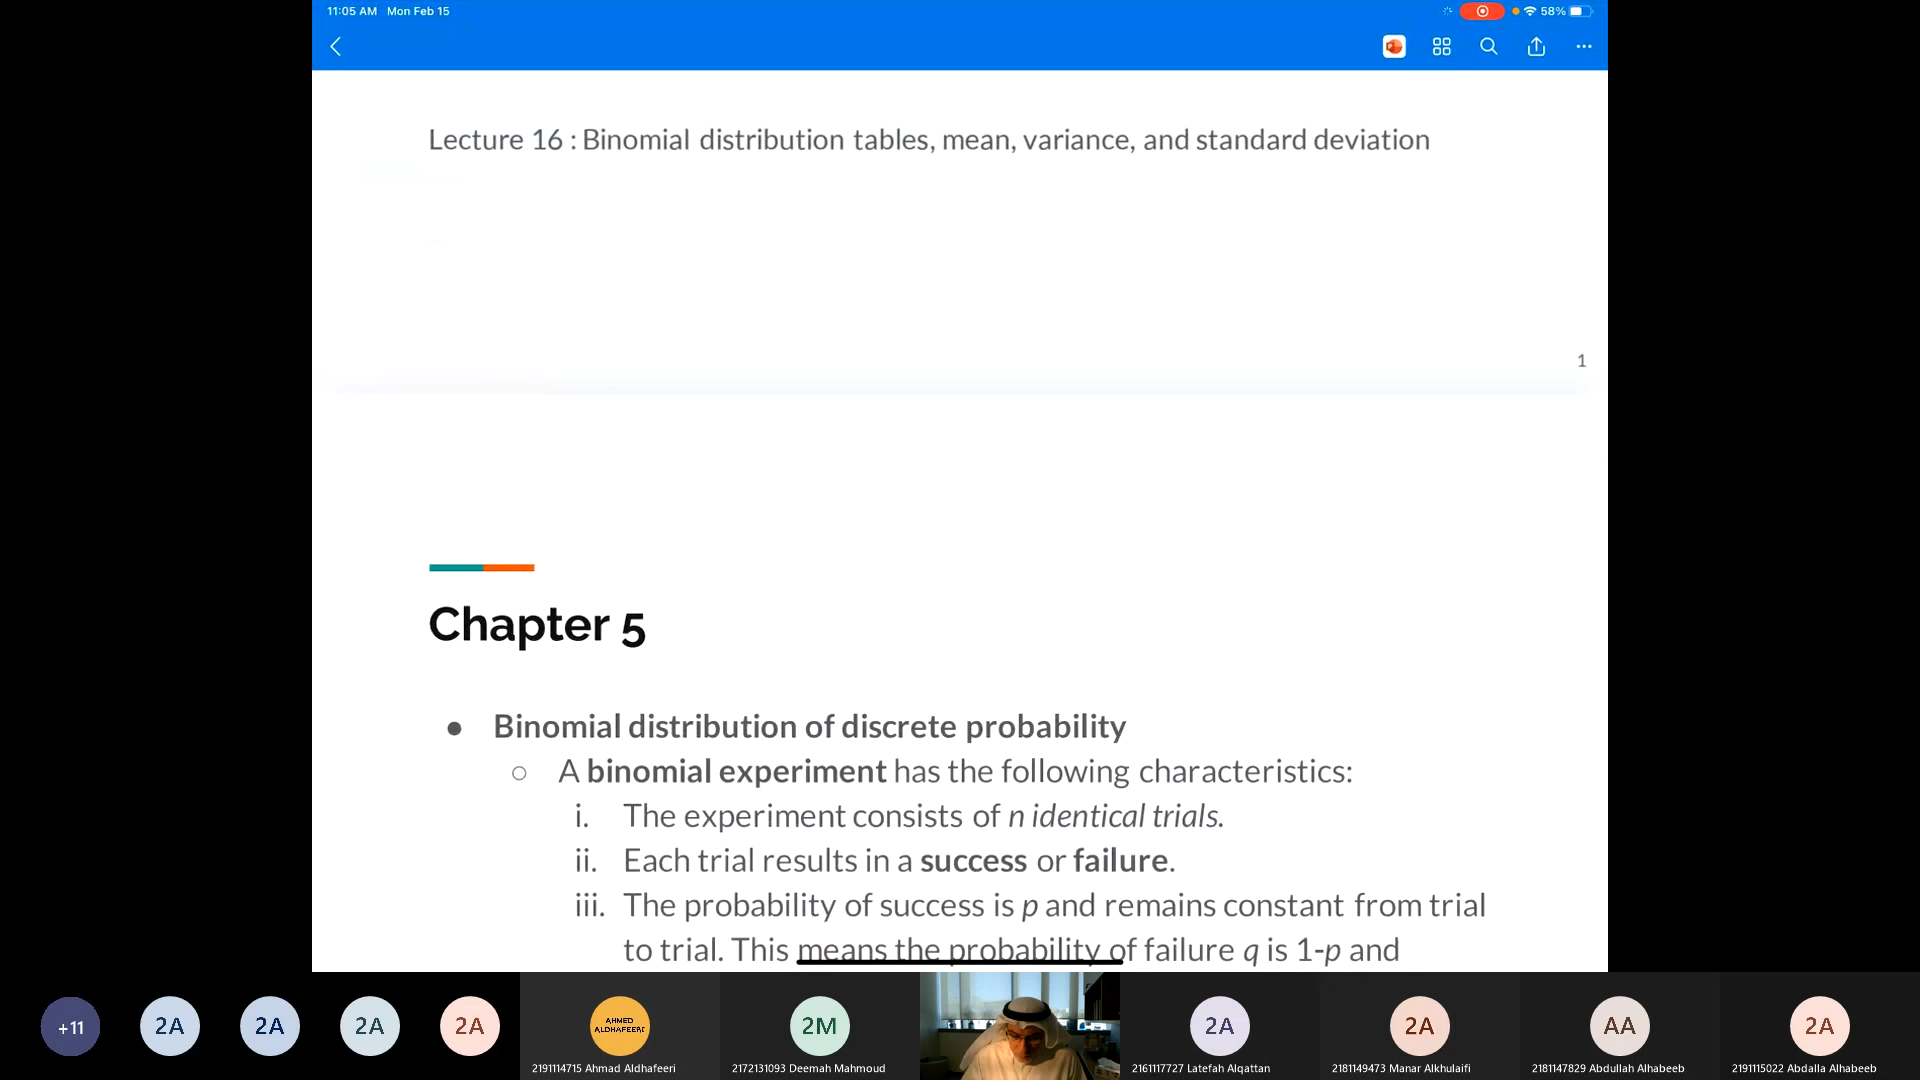 11:05 AM Mon Feb 15
58%
Lecture 16 : Binomial distribution tables, mean, variance, and standard deviation
1
Chapter 5
● Binomial distribution of discrete probability
○ A binomial experiment has the following characteristics:
i. The experiment consists of n identical trials.
ii. Each trial results in a success or failure.
iii. The probability of success is p and remains constant from trial
to trial. This means the probability of failure q is 1-p and
+11
2A
2A
2A
2A
AHMED
ALDHAFEERI
2191114715 Ahmad Aldhafeeri
2M
2172131093 Deemah Mahmoud
2A
2161117727 Latefah Alqattan
2A
2181149473 Manar Alkhulaifi
AA
2181147829 Abdullah Alhabeeb
2A
2191115022 Abdalla Alhabeeb